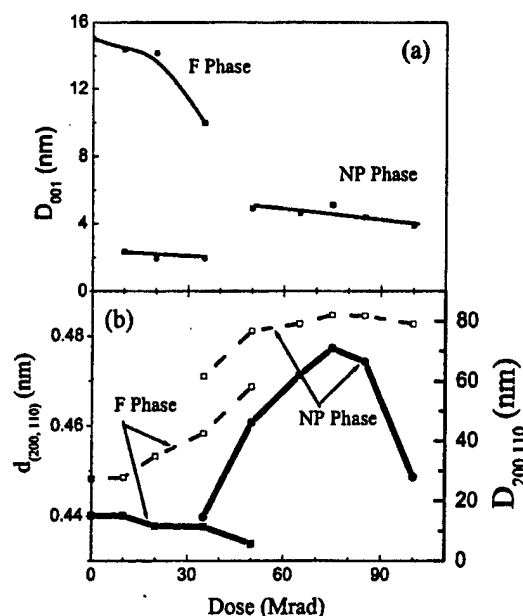 (a)
16
12
8
4
0
D001 (nm)
F Phase
NP Phase
(b)
0.48
0.46
0.44
d(200, 110) (nm)
80
60
40
20
0
D200,110 (nm)
F Phase
NP Phase
0 30 60 90
Dose (Mrad)